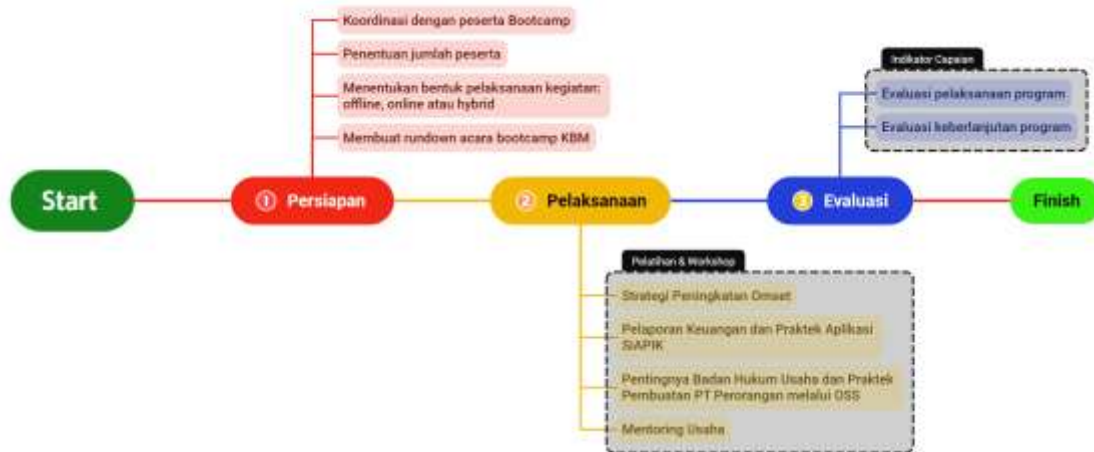 Koordinasi dengan peserta Bootcamp
Penentuan jumlah peserta
Menentukan bentuk pelaksanaan kegiatan:
offline, online atau hybrid
Membuat rundown acara bootcamp KBM
Indikator Capaian
Evaluasi pelaksanaan program
Evaluasi keberlanjutan program
Start
1 Persiapan
2 Pelaksanaan
3 Evaluasi
Finish
Pelatihan & Workshop
Strategi Peningkatan Omset
Pelaporan Keuangan dan Praktek Aplikasi
SIAPIK
Pentingnya Badan Hukum Usaha dan Praktek
Pembuatan PT Perorangan melalui OSS
Mentoring Usaha